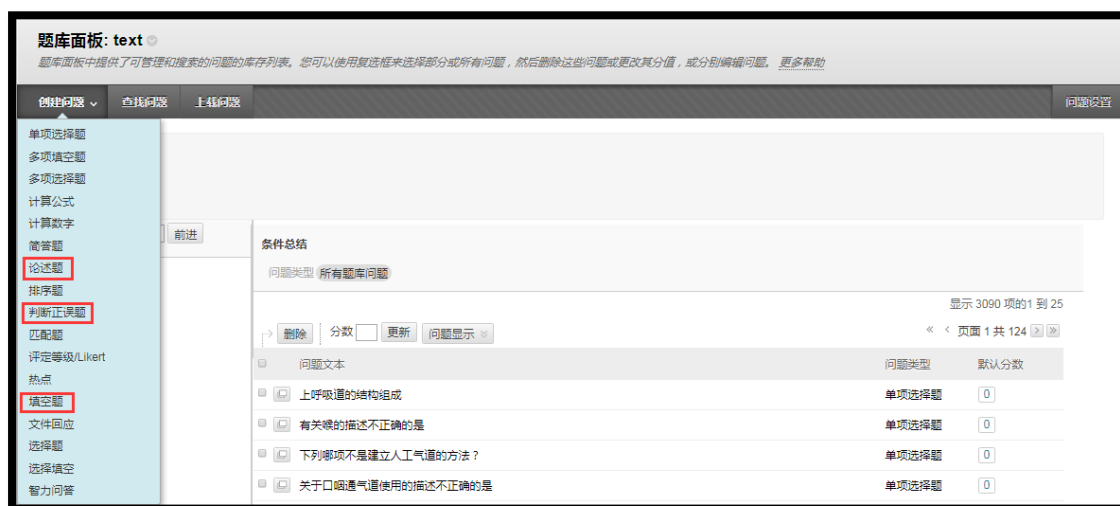 题库面板: text
题库面板中提供了可管理和搜索的问题的库存列表。您可以使用复选框来选择部分或所有问题，然后删除这些问题或更改其分值，或分别编辑问题。 更多帮助
创建问题 查找问题 上载问题 问题设置
单项选择题
多项填空题
多项选择题
计算公式
计算数字
简答题
论述题
排序题
判断正误题
匹配题
评定等级/Likert
热点
填空题
文件回应
选择题
选择填空
智力问答
前进
条件总结
问题类型 所有题库问题
显示 3090 项的1 到 25
删除 分数 更新 问题显示 « < 页面 1 共 124 > »
问题文本 问题类型 默认分数
上呼吸道的结构组成 单项选择题 0
有关喉的描述不正确的是 单项选择题 0
下列哪项不是建立人工气道的方法？ 单项选择题 0
关于口咽通气道使用的描述不正确的是 单项选择题 0